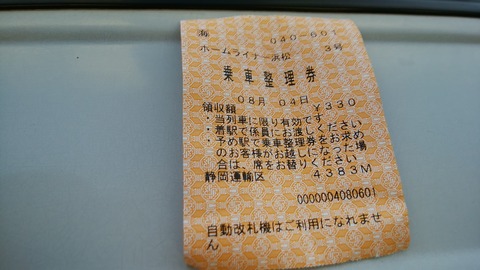 海 040-601
ホームライナー浜松 3号
乗車整理券
08月 04日
領収額 ¥330
・当列車に限り有効です
・着駅で係員にお渡しください
・予め駅で乗車整理券をお求め
のお客様がお越しになった場
合は、席をお替りください
静岡運輸区 4383M
000000408601
自動改札機はご利用になれませ
ん